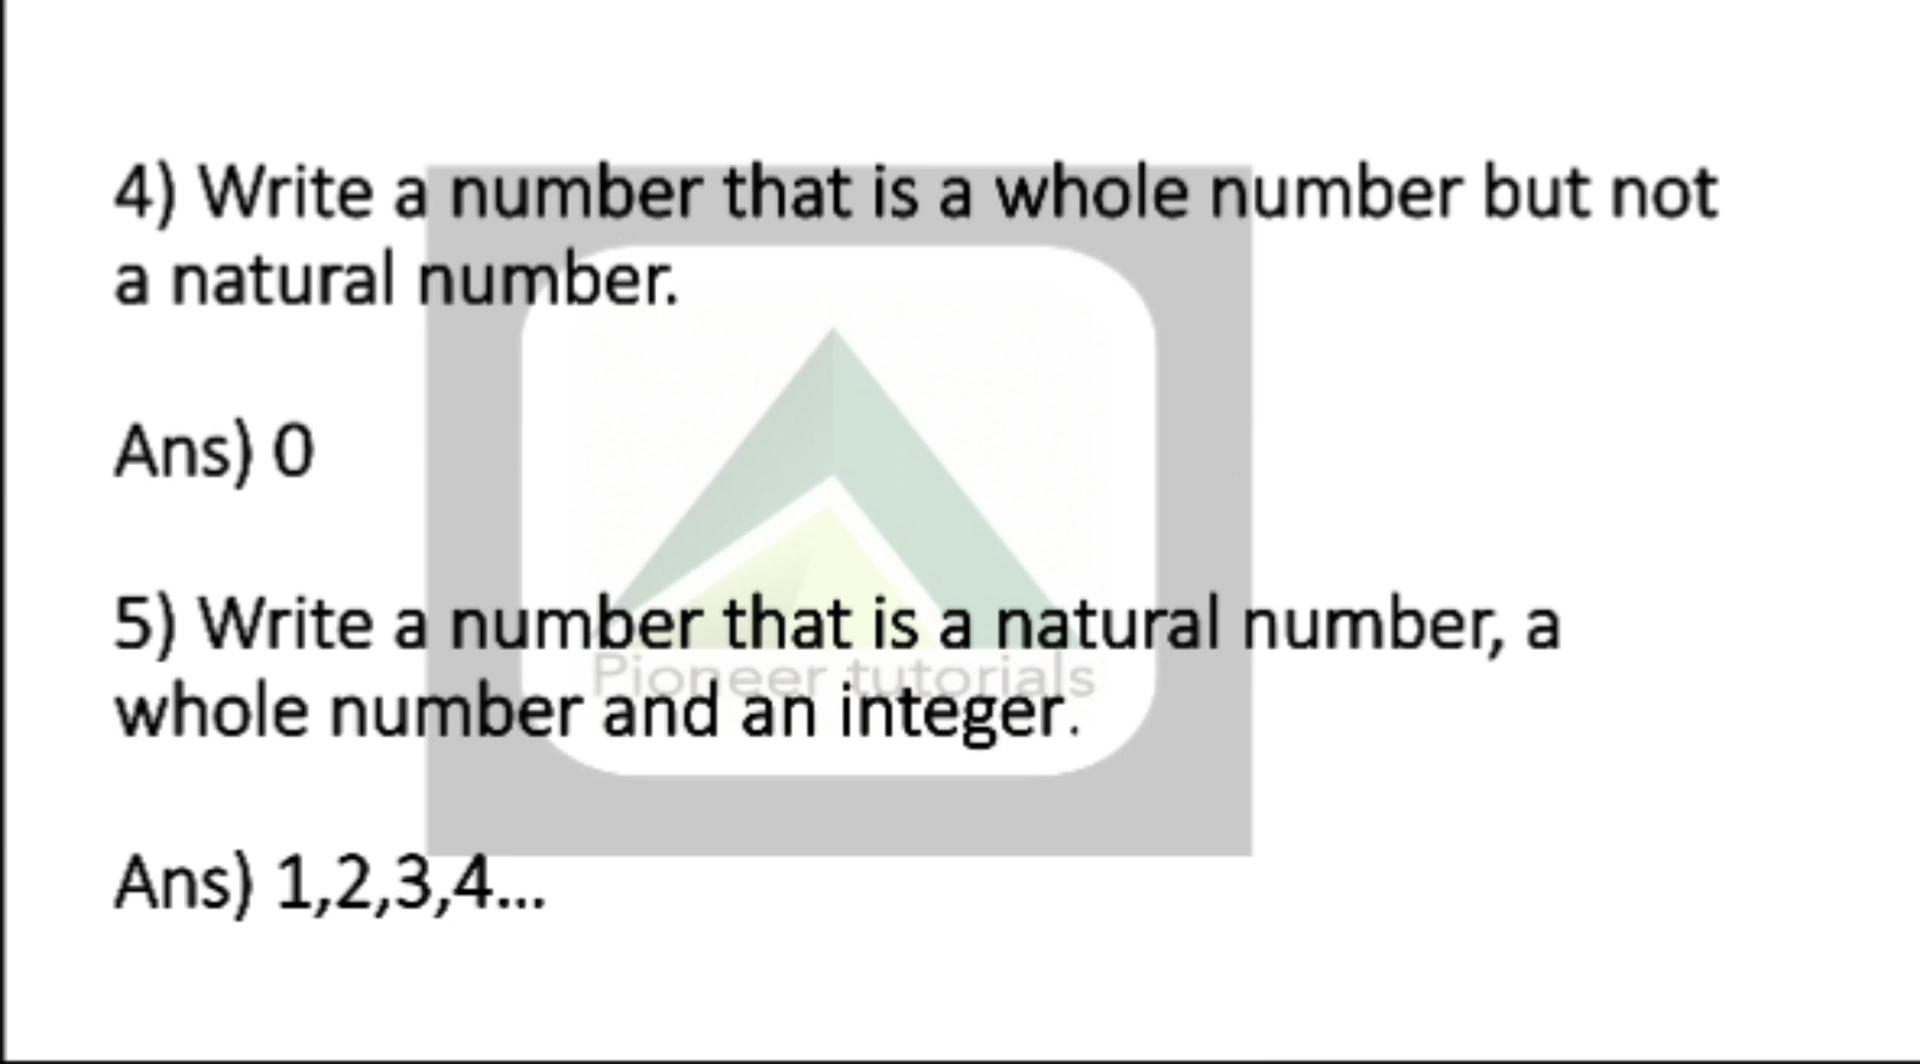 4) Write a number that is a whole number but not
a natural number.
Ans) 0
5) Write a number that is a natural number, a
Pioneer tutorials
whole number and an integer.
Ans) 1,2,3,4...